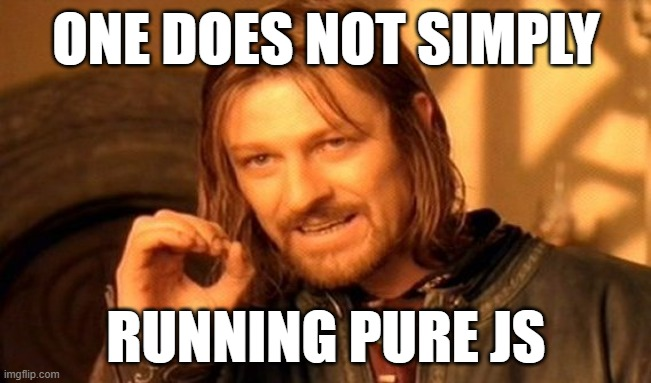 ONE DOES NOT SIMPLY
RUNNING PURE JS
imgflip.com